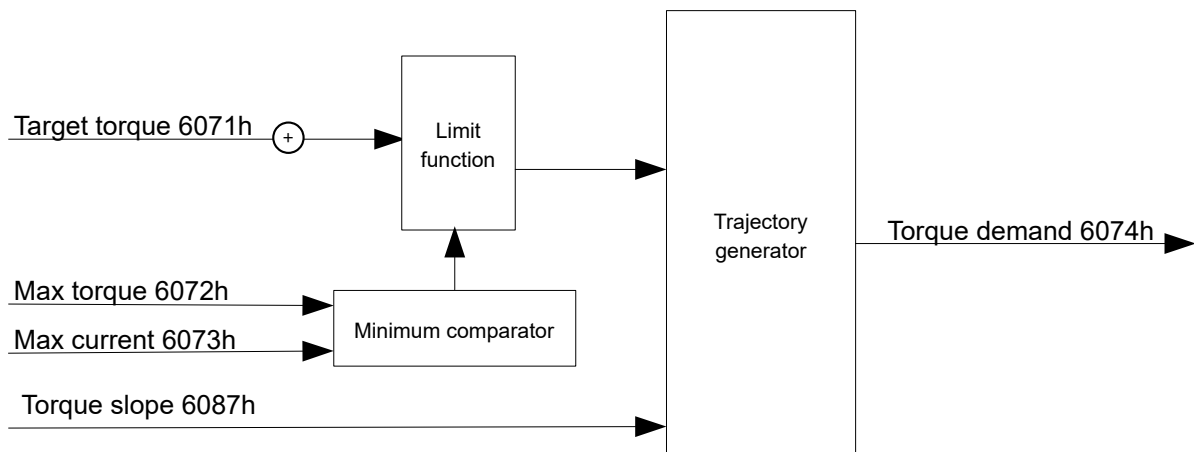 Target torque 6071h
+
Limit
function
Trajectory
generator
Torque demand 6074h
Max torque 6072h
Max current 6073h
Minimum comparator
Torque slope 6087h